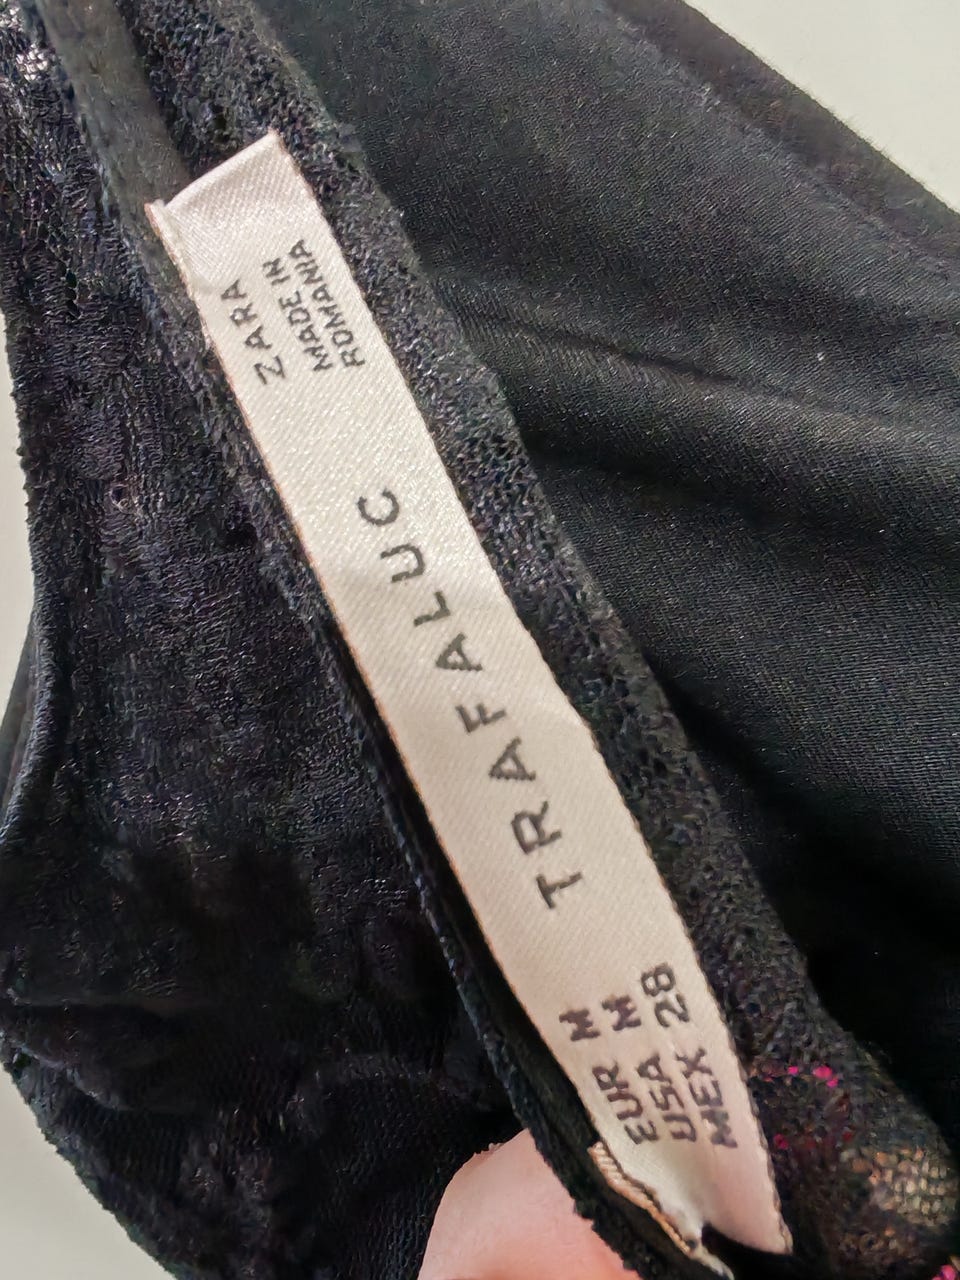 EUR M
USA M
MEX 28
TRAFALUC
ZARA
MADE IN
ROMANIA